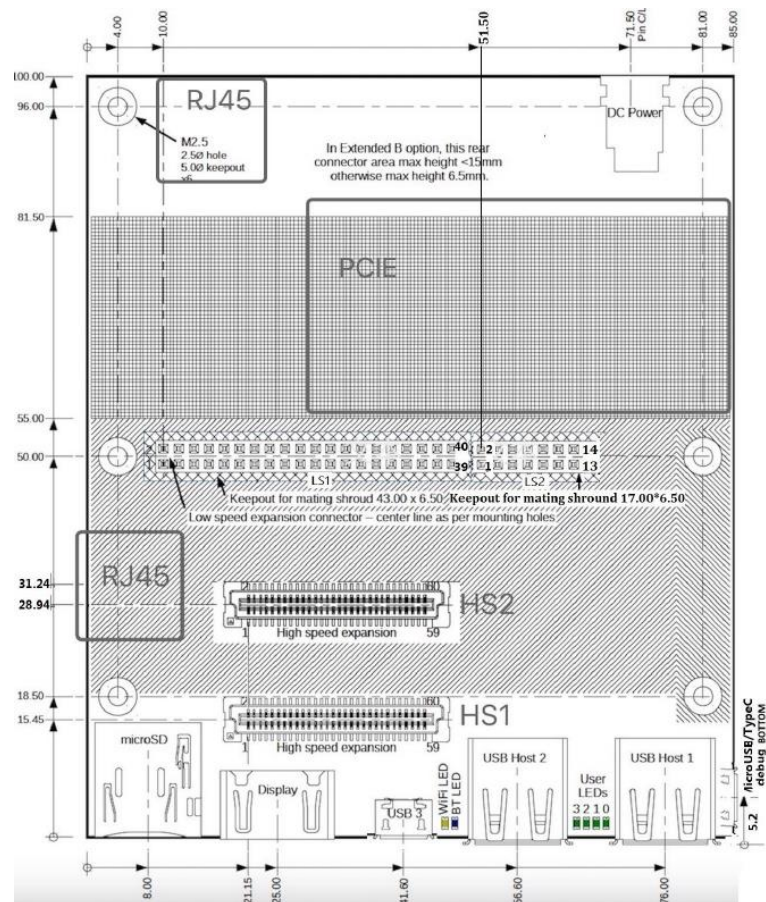 4.00
10.00
51.50
71.50
Pin C/L
81.00
85.00
100.00
96.00
RJ45
DC Power
M2.5
2.5Ø hole
5.0Ø keepout
x6
In Extended B option, this rear
connector area max height <15mm
otherwise max height 6.5mm.
81.50
PCIE
55.00
50.00
40 2 14
39 1 13
LS1 LS2
Keepout for mating shroud 43.00 x 6.50
Keepout for mating shround 17.00*6.50
Low speed expansion connector – center line as per mounting holes
RJ45
31.24
28.94
2 60
HS2
1 High speed expansion 59
18.50
15.45
60
HS1
1 High speed expansion 59
microSD
Display
USB 3
WiFi LED
BT LED
USB Host 2
User
LEDs
3 2 1 0
USB Host 1
debug BOTTOM
5.2
8.00
21.15
25.00
41.60
56.60
76.00